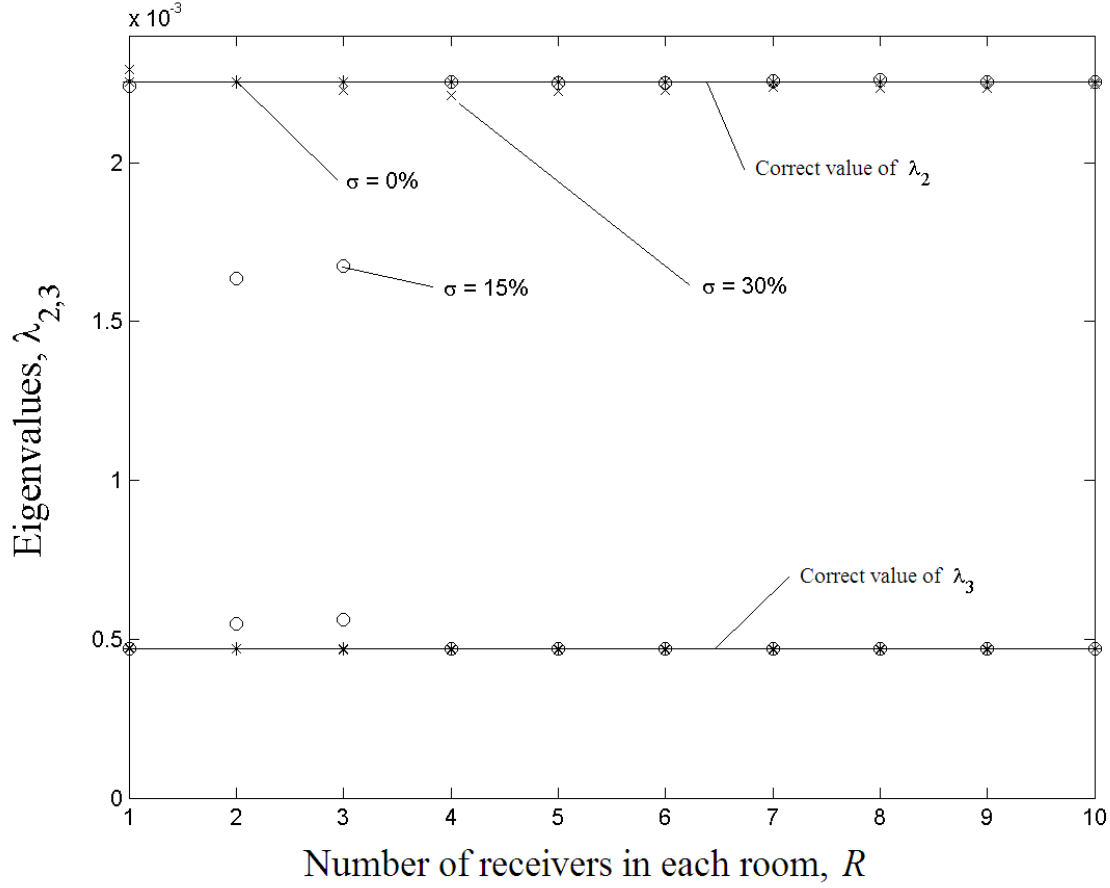 x 10⁻³
2
1.5
1
0.5
0
Eigenvalues, λ₂,₃
σ = 0%
Correct value of λ₂
σ = 15%
σ = 30%
Correct value of λ₃
1 2 3 4 5 6 7 8 9 10
Number of receivers in each room, R